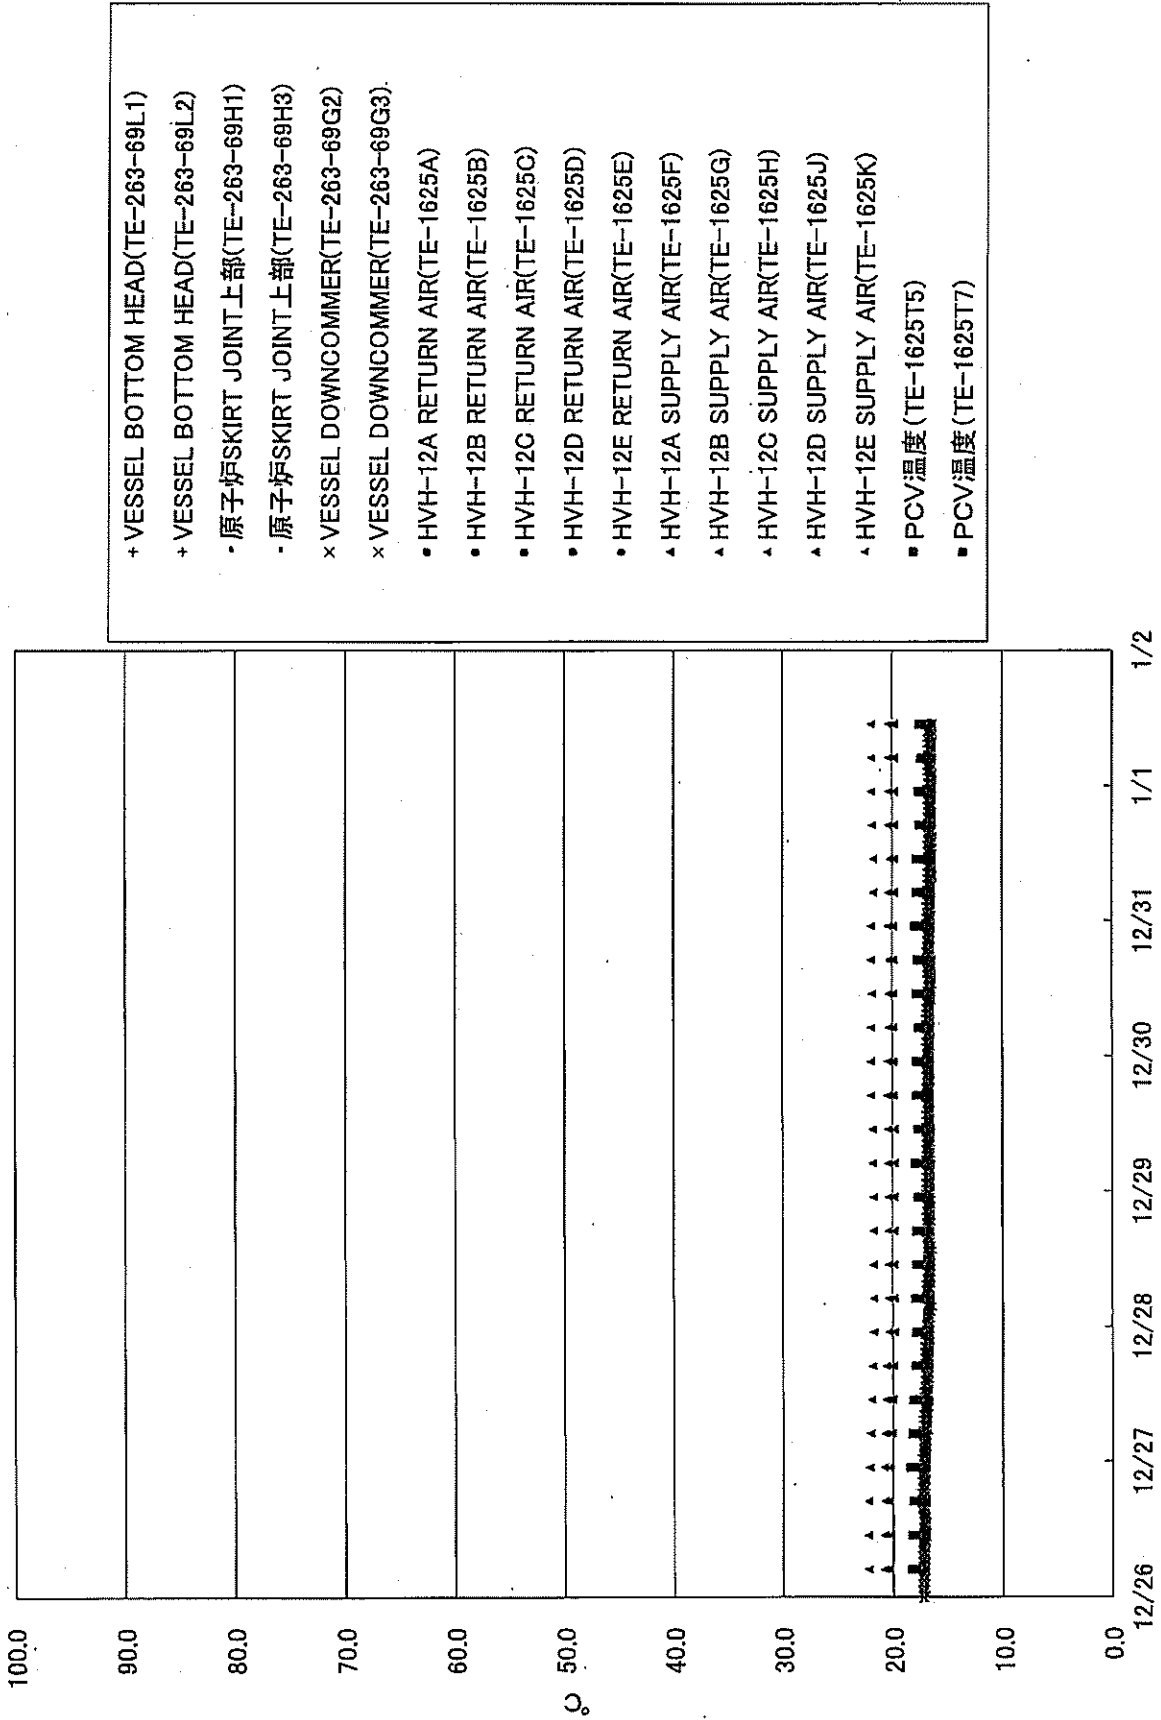 100.0
90.0
80.0
70.0
60.0
50.0
40.0
30.0
20.0
10.0
0.0
℃
12/26
12/27
12/28
12/29
12/30
12/31
1/1
1/2
+ VESSEL BOTTOM HEAD(TE-263-69L1)
+ VESSEL BOTTOM HEAD(TE-263-69L2)
- 原子炉SKIRT JOINT上部(TE-263-69H1)
- 原子炉SKIRT JOINT上部(TE-263-69H3)
× VESSEL DOWNCOMMER(TE-263-69G2)
× VESSEL DOWNCOMMER(TE-263-69G3)
● HVH-12A RETURN AIR(TE-1625A)
● HVH-12B RETURN AIR(TE-1625B)
● HVH-12C RETURN AIR(TE-1625C)
● HVH-12D RETURN AIR(TE-1625D)
● HVH-12E RETURN AIR(TE-1625E)
▲ HVH-12A SUPPLY AIR(TE-1625F)
▲ HVH-12B SUPPLY AIR(TE-1625G)
▲ HVH-12C SUPPLY AIR(TE-1625H)
▲ HVH-12D SUPPLY AIR(TE-1625J)
▲ HVH-12E SUPPLY AIR(TE-1625K)
■ PCV温度(TE-1625T5)
■ PCV温度(TE-1625T7)